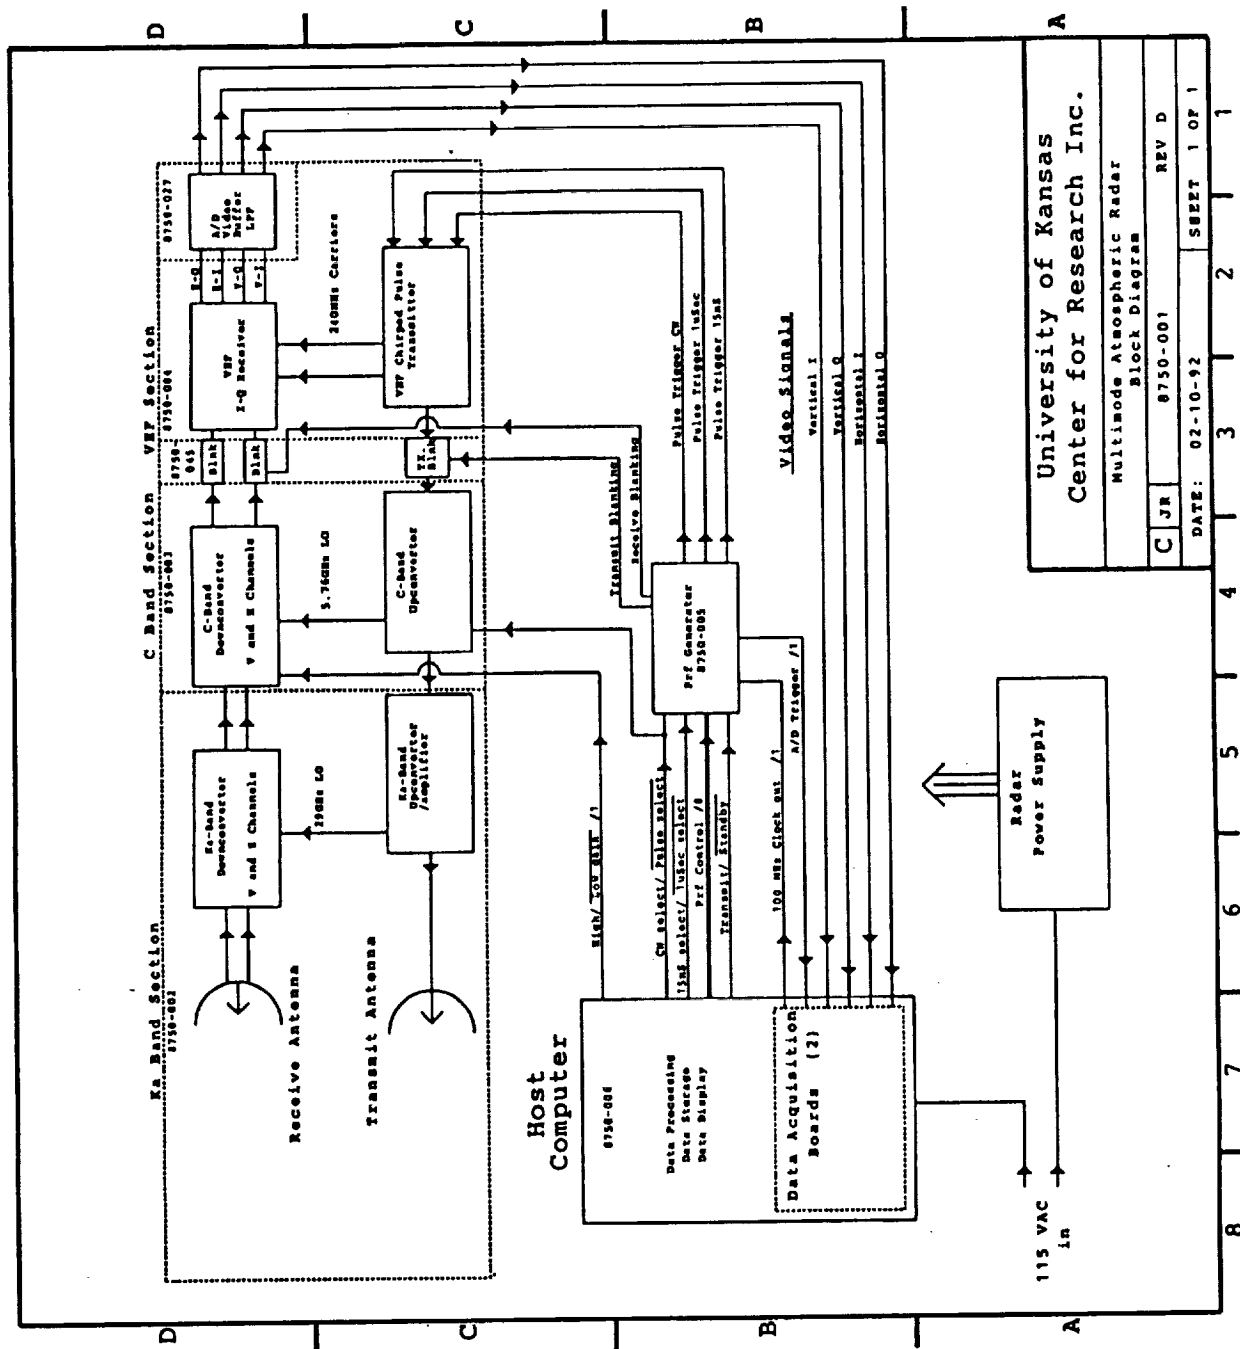 D
C
B
A
Ka Band Section
8750-002
C Band Section
8750-003
VHF Section
8750-004
8750-
045
8750-027
Ka-Band
Downconverter
V and H Channels
C-Band
Downconverter
V and H Channels
Blnk
Blnk
VHF
I-Q Receiver
H-Q
H-I
V-Q
V-I
A/D
Video
Buffer
LPF
Receive Antenna
29GHz LO
5.76GHz LO
240MHz Carriers
Transmit Antenna
Ka-Band
Upconverter
/amplifier
C-Band
Upconverter
TX.
Blnk
VHF Chirped Pulse
Transmitter
Host
Computer
8750-006
Data Processing
Data Storage
Data Display
Data Acquisition
Boards (2)
High/ Low gain /1
CW select/ Pulse select
15nS select/ 1uSec select
Prf Control /8
Transmit/ Standby
100 MHz Clock out /1
A/D Trigger /1
Prf Generator
8750-005
Transmit Blanking
Receive Blanking
Pulse Trigger CW
Pulse Trigger 1uSec
Pulse Trigger 15nS
Video Signals
Vertical I
Vertical Q
Horizontal I
Horizontal Q
115 VAC
in
Radar
Power Supply
University of Kansas
Center for Research Inc.
Multimode Atmospheric Radar
Block Diagram
C JR 8750-001 REV D
DATE: 02-10-92 SHEET 1 OF 1
8 7 6 5 4 3 2 1
D
C
B
A